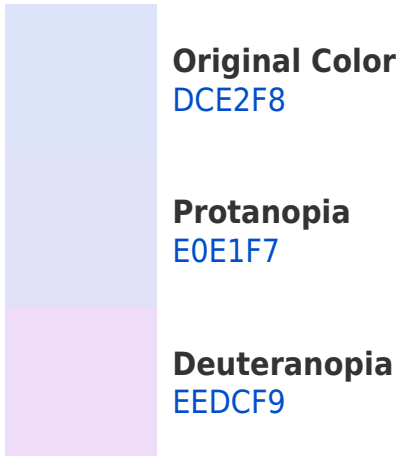 Original Color
DCE2F8
Protanopia
E0E1F7
Deuteranopia
EEDCF9